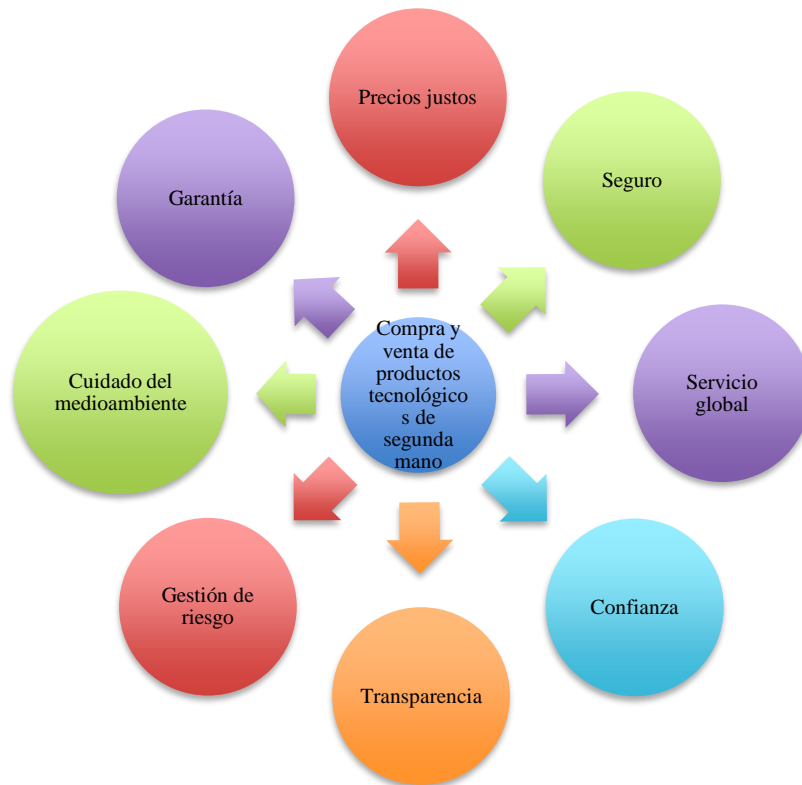 Precios justos
Seguro
Servicio
global
Confianza
Transparencia
Gestión de
riesgo
Cuidado del
medioambiente
Garantía
Compra y
venta de
productos
tecnológico
s de
segunda
mano